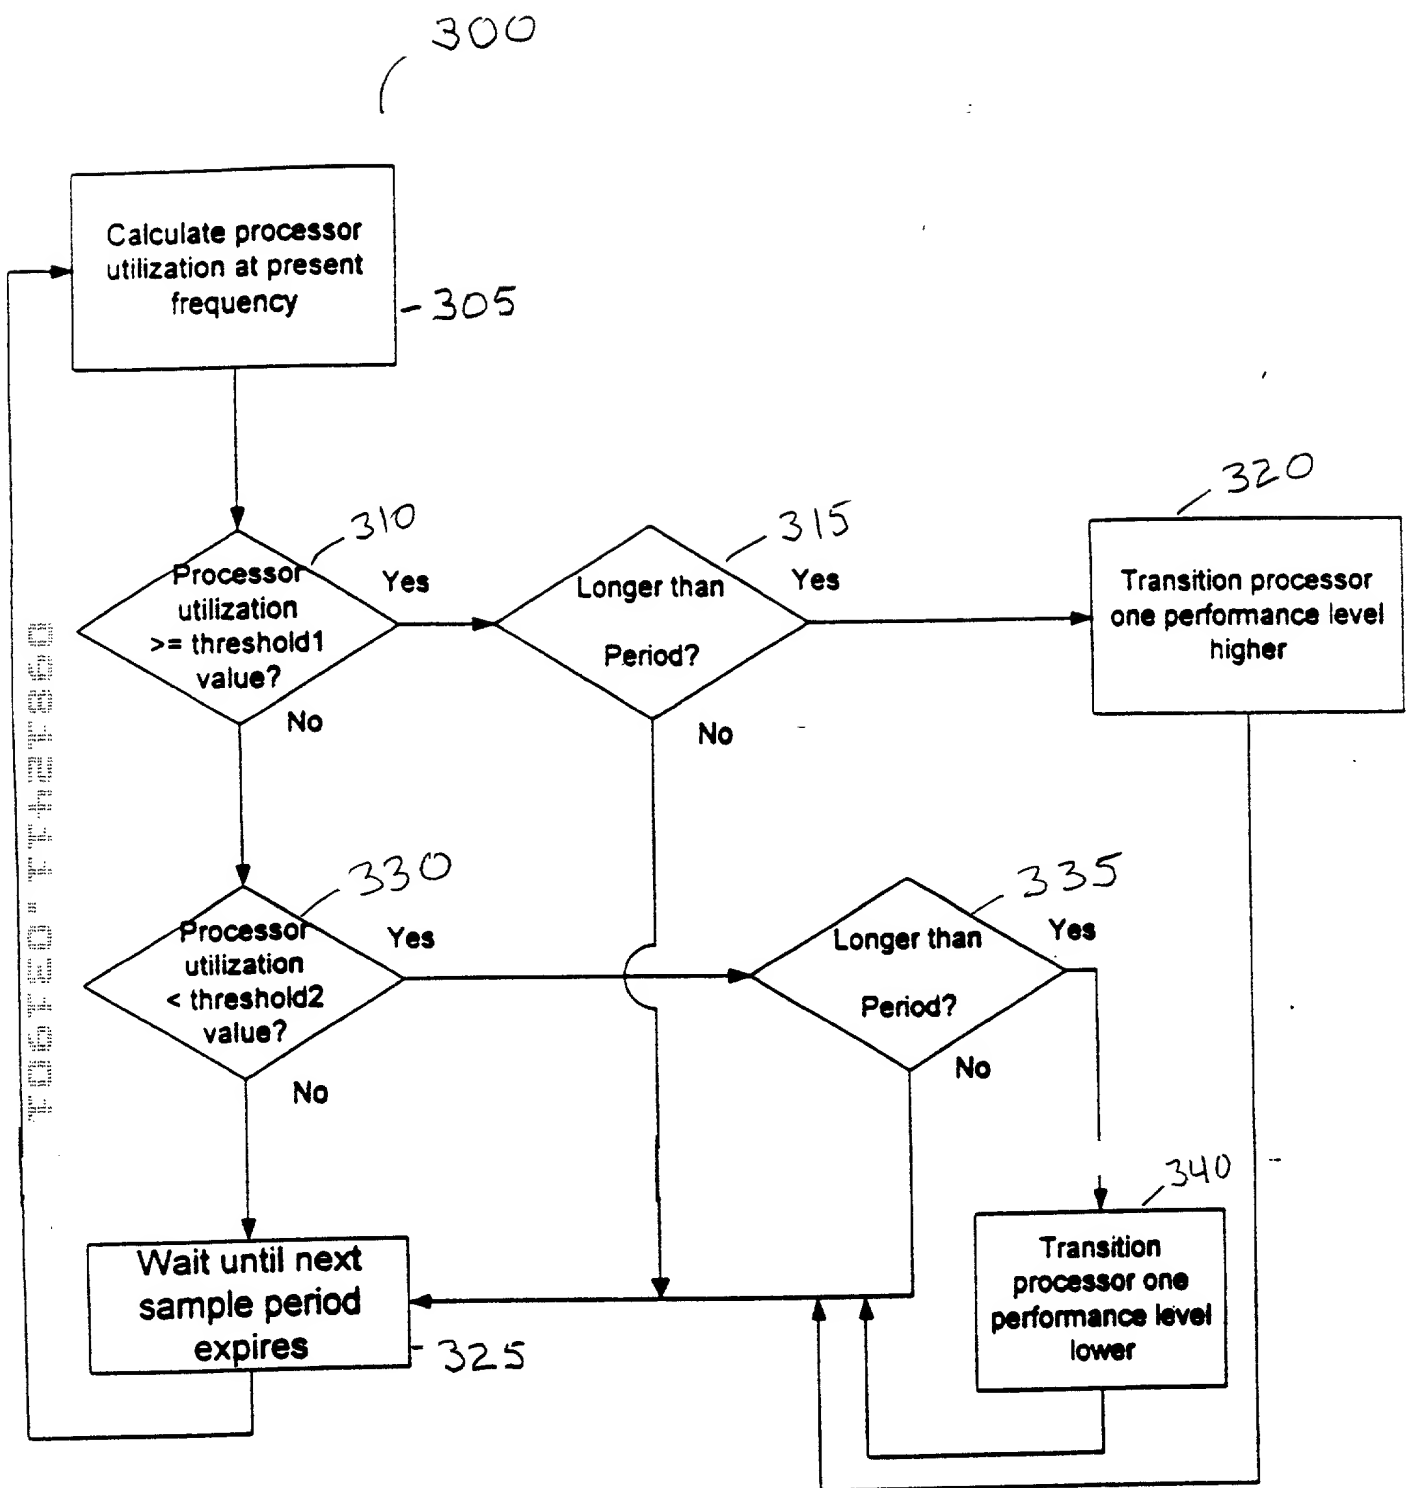 300
Calculate processor
utilization at present
frequency
305
310
Processor
utilization
>= threshold1
value?
Yes
No
315
Longer than
Period?
Yes
No
320
Transition processor
one performance level
higher
330
Processor
utilization
< threshold2
value?
Yes
No
335
Longer than
Period?
Yes
No
340
Transition
processor one
performance level
lower
Wait until next
sample period
expires
325